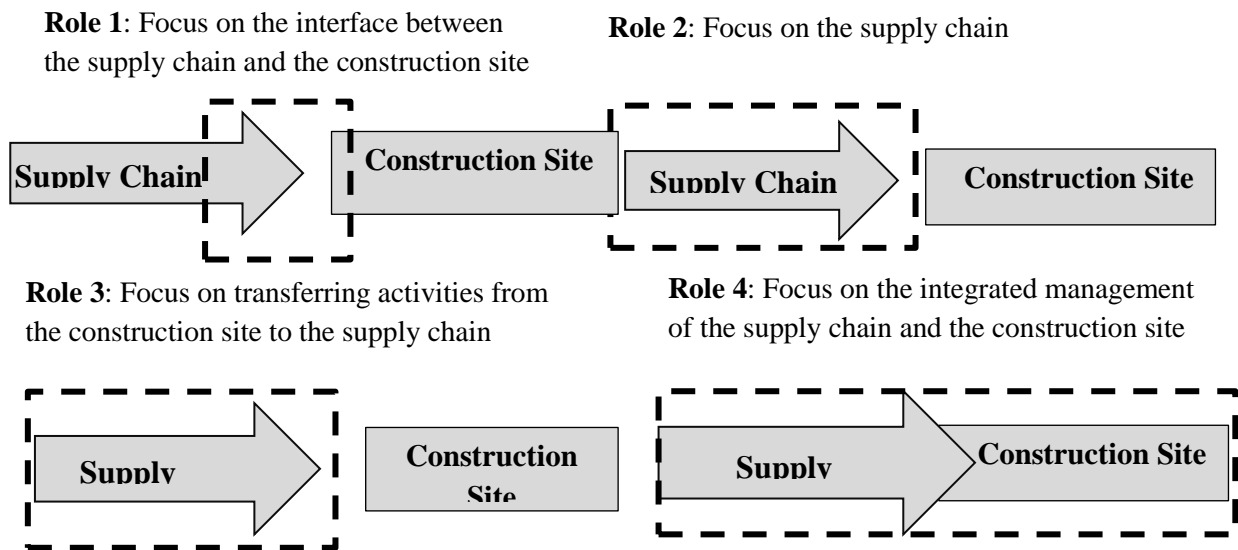 Role 1: Focus on the interface between
the supply chain and the construction site
Role 2: Focus on the supply chain
Supply Chain
Construction Site
Supply Chain
Construction Site
Role 3: Focus on transferring activities from
the construction site to the supply chain
Role 4: Focus on the integrated management
of the supply chain and the construction site
Supply
Construction
Site
Supply
Construction Site